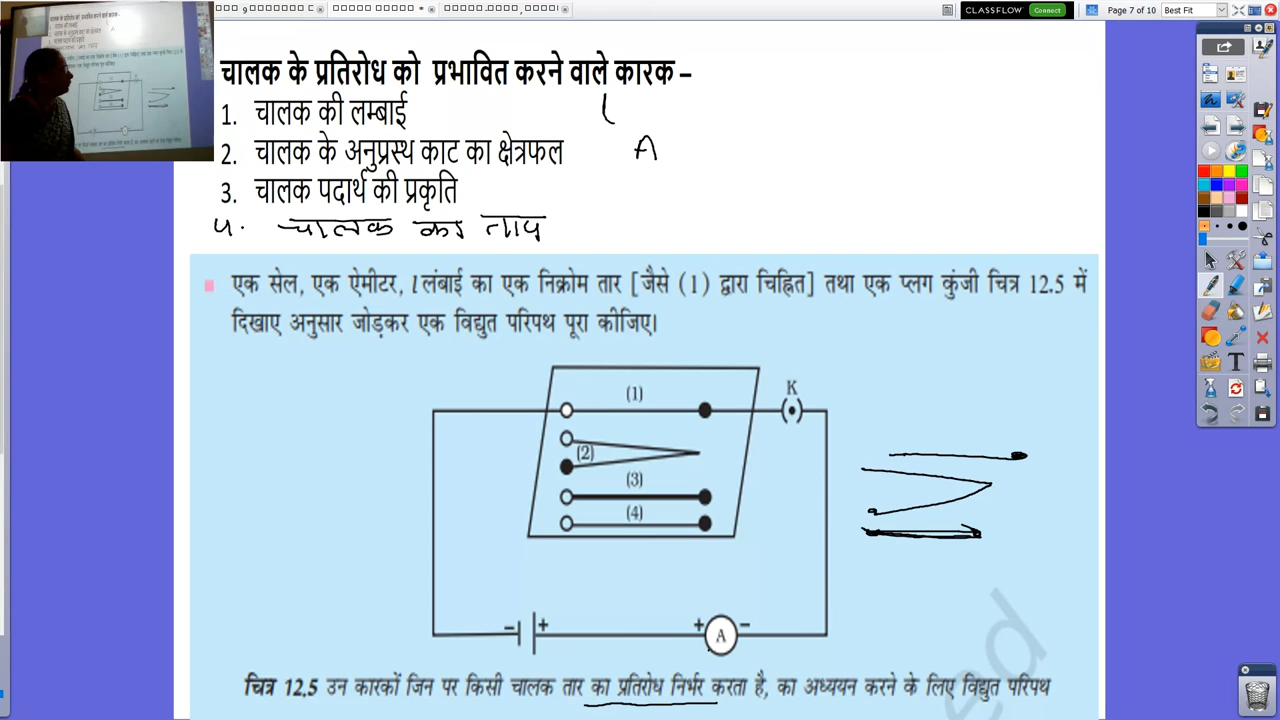 CLASSFLOW Connect Page 7 of 10 Best Fit
चालक के प्रतिरोध को प्रभावित करने वाले कारक –
1. चालक की लम्बाई l
2. चालक के अनुप्रस्थ काट का क्षेत्रफल A
3. चालक पदार्थ की प्रकृति
4. चालक का ताप
एक सेल, एक ऐमीटर, l लंबाई का एक निक्रोम तार [जैसे (1) द्वारा चिह्नित] तथा एक प्लग कुंजी चित्र 12.5 में
दिखाए अनुसार जोड़कर एक विद्युत परिपथ पूरा कीजिए।
(1)
K
(2)
(3)
(4)
– + + A –
चित्र 12.5 उन कारकों जिन पर किसी चालक तार का प्रतिरोध निर्भर करता है, का अध्ययन करने के लिए विद्युत परिपथ